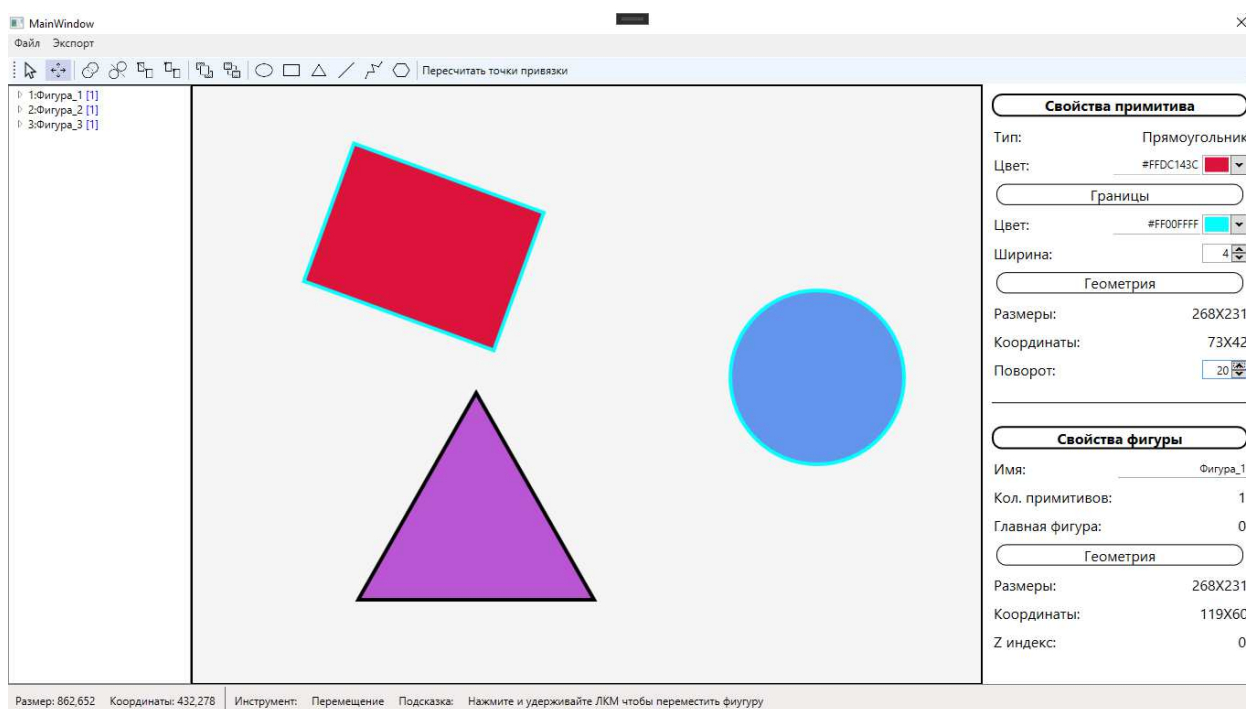 MainWindow
Файл Экспорт
Пересчитать точки привязки
1:Фигура_1 [1]
2:Фигура_2 [1]
3:Фигура_3 [1]
Свойства примитива
Тип: Прямоугольник
Цвет: #FFDC143C
Границы
Цвет: #FF00FFFF
Ширина: 4
Геометрия
Размеры: 268X231
Координаты: 73X42
Поворот: 20
Свойства фигуры
Имя: Фигура_1
Кол. примитивов: 1
Главная фигура: 0
Геометрия
Размеры: 268X231
Координаты: 119X60
Z индекс: 0
Размер: 862,652 Координаты: 432,278 Инструмент: Перемещение Подсказка: Нажмите и удерживайте ЛКМ чтобы переместить фиугуру